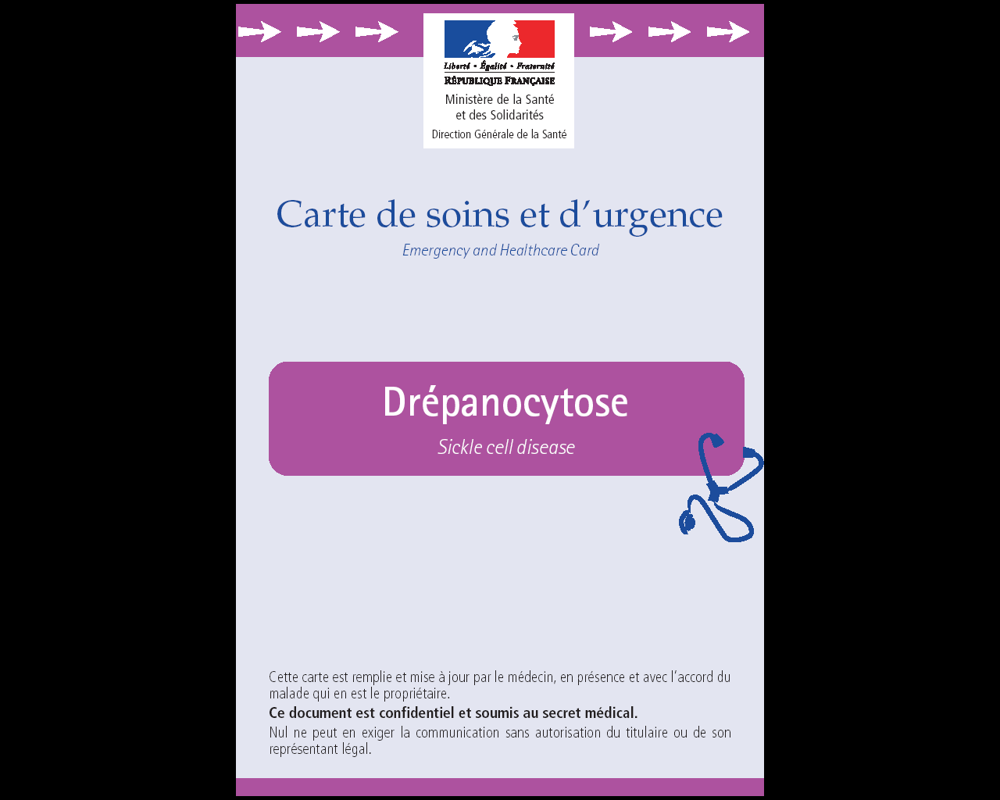 Liberté • Égalité • Fraternité
RÉPUBLIQUE FRANÇAISE
Ministère de la Santé
et des Solidarités
Direction Générale de la Santé
Carte de soins et d’urgence
Emergency and Healthcare Card
Drépanocytose
Sickle cell disease
Cette carte est remplie et mise à jour par le médecin, en présence et avec l’accord du
malade qui en est le propriétaire.
Ce document est confidentiel et soumis au secret médical.
Nul ne peut en exiger la communication sans autorisation du titulaire ou de son
représentant légal.